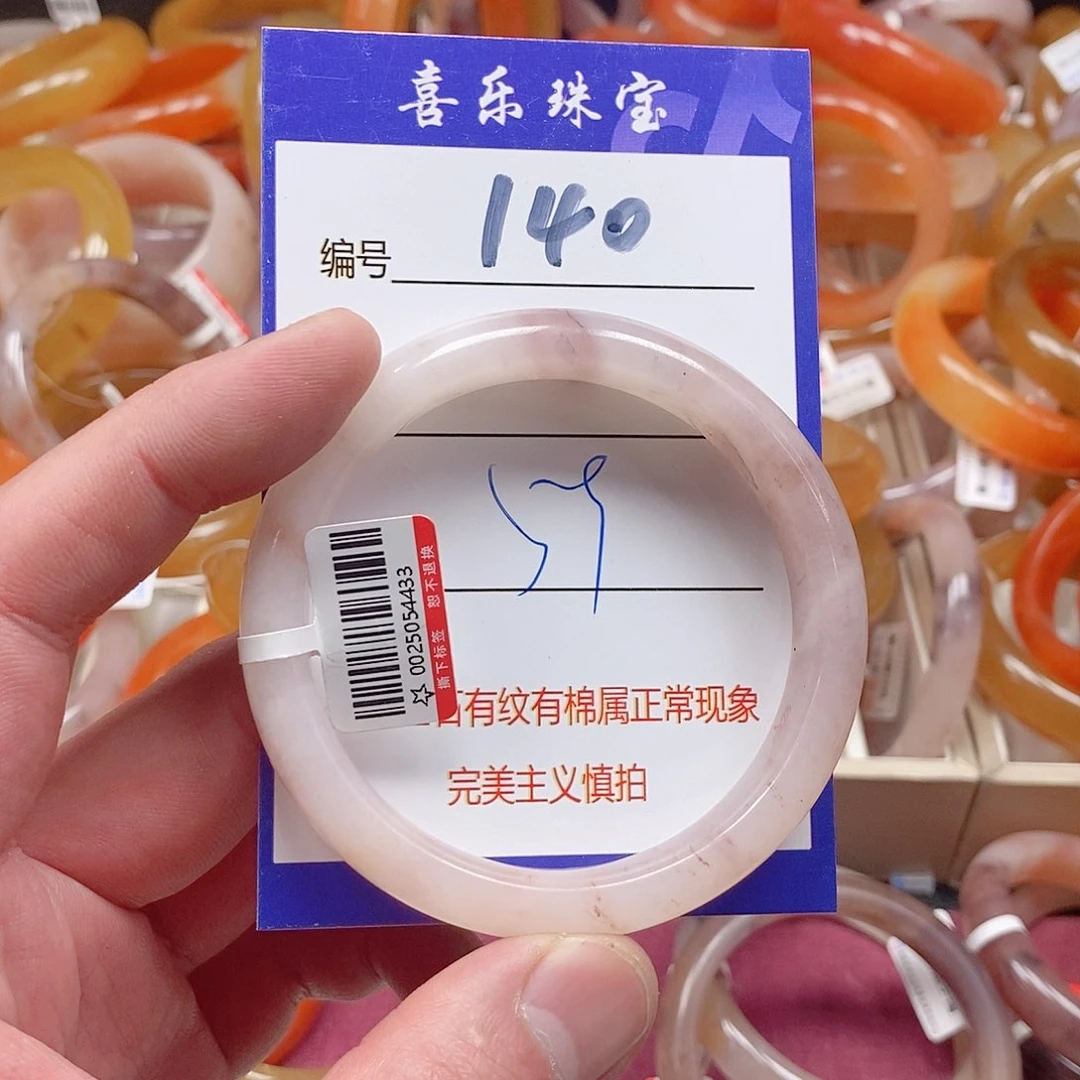 喜乐珠宝
编号 140
59
0025054433
撕下标签 恕不退换
有纹有棉属正常现象
完美主义慎拍